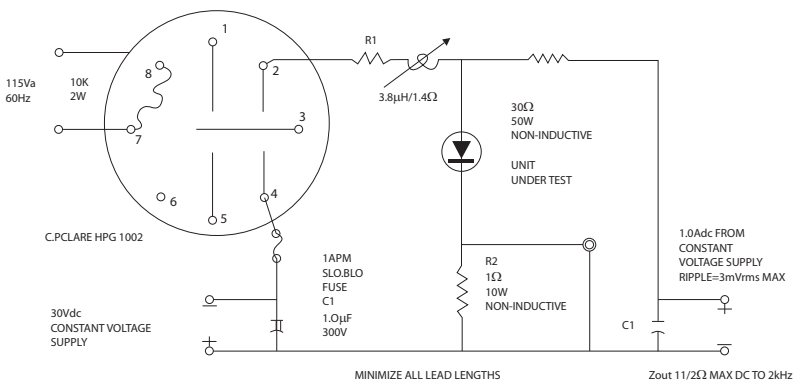 1
2
3
4
5
6
7
8
115Va
60Hz
10K
2W
C.PCLARE HPG 1002
R1
3.8μH/1.4Ω
30Ω
50W
NON-INDUCTIVE
UNIT
UNDER TEST
1APM
SLO.BLO
FUSE
C1
1.OμF
300V
R2
1Ω
10W
NON-INDUCTIVE
1.0Adc FROM
CONSTANT
VOLTAGE SUPPLY
RIPPLE=3mVrms MAX
30Vdc
CONSTANT VOLTAGE
SUPPLY
C1
+
−
−
+
MINIMIZE ALL LEAD LENGTHS
Zout 11/2Ω MAX DC TO 2kHz